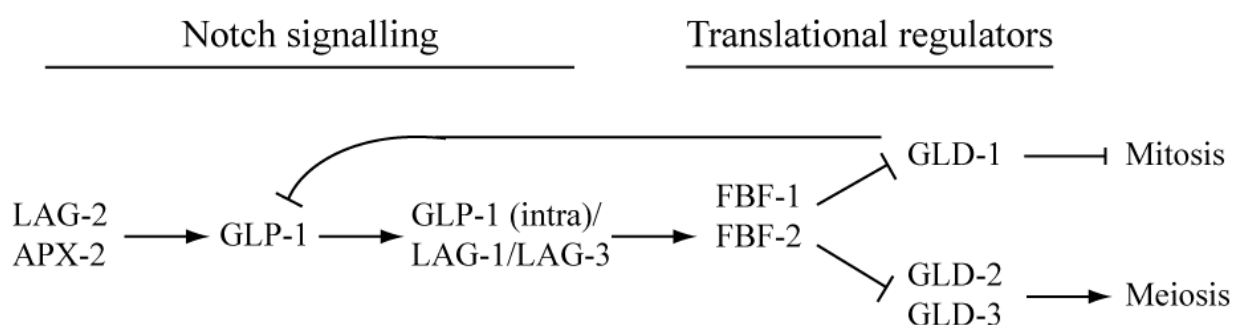 Notch signalling
Translational regulators
GLD-1
Mitosis
LAG-2
APX-2
GLP-1
GLP-1 (intra)/
LAG-1/LAG-3
FBF-1
FBF-2
GLD-2
GLD-3
Meiosis